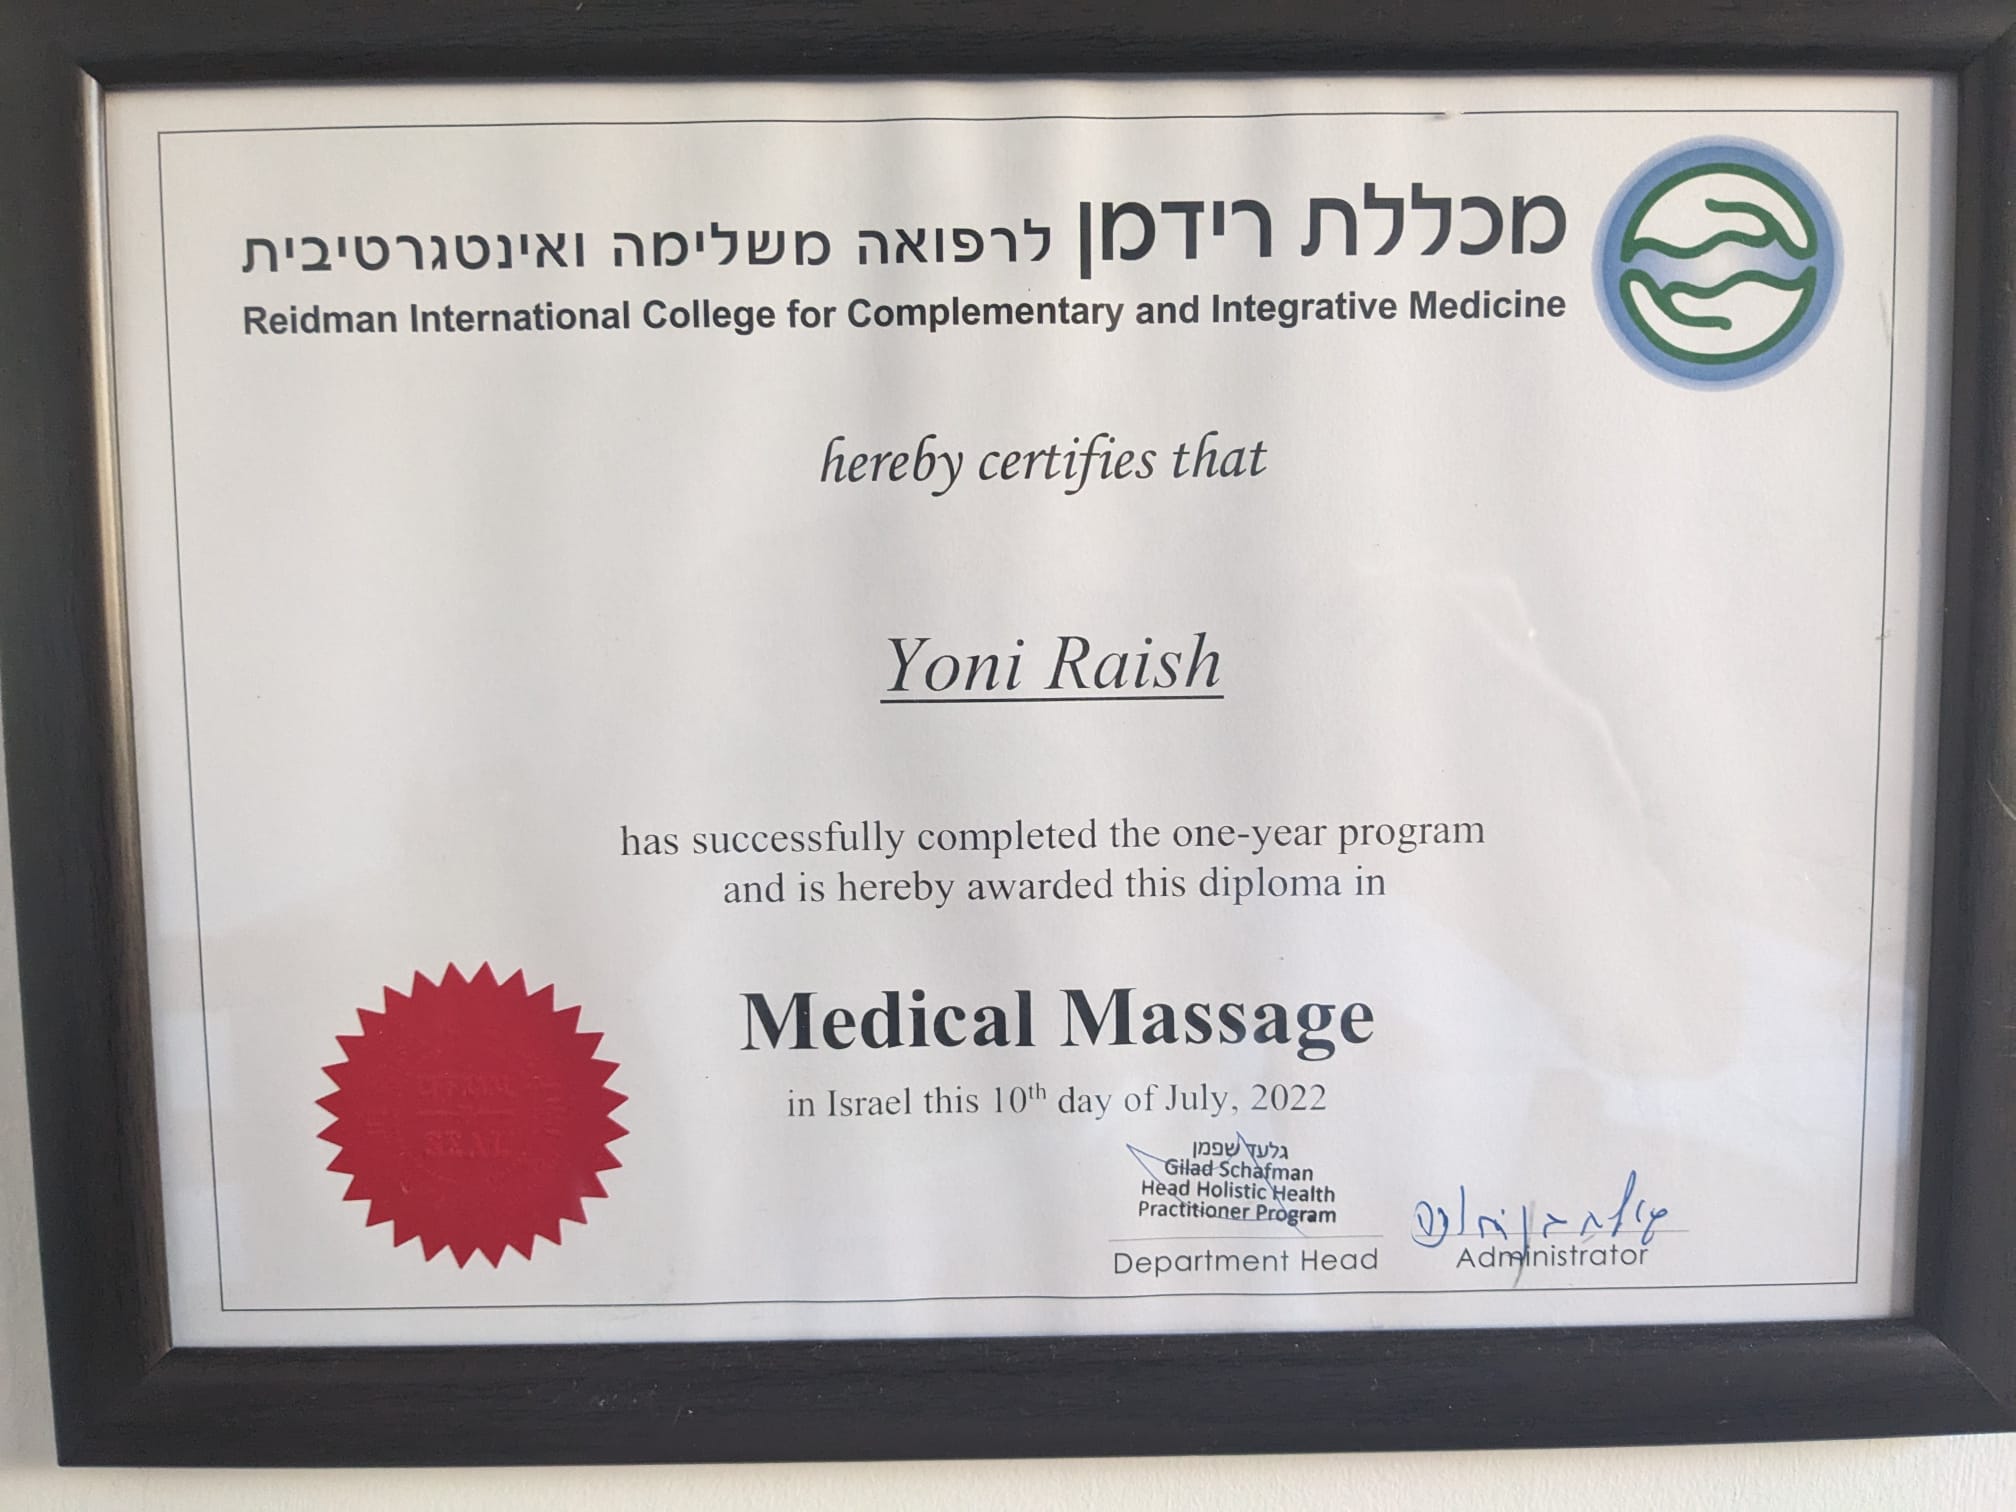 מכללת רידמן לרפואה משלימה ואינטגרטיבית
Reidman International College for Complementary and Integrative Medicine
hereby certifies that
Yoni Raish
has successfully completed the one-year program
and is hereby awarded this diploma in
Medical Massage
in Israel this 10th day of July, 2022
גלעד שפמן
Gilad Schafman
Head Holistic Health
Practitioner Program
Department Head
Administrator
OFFICIAL
SEAL